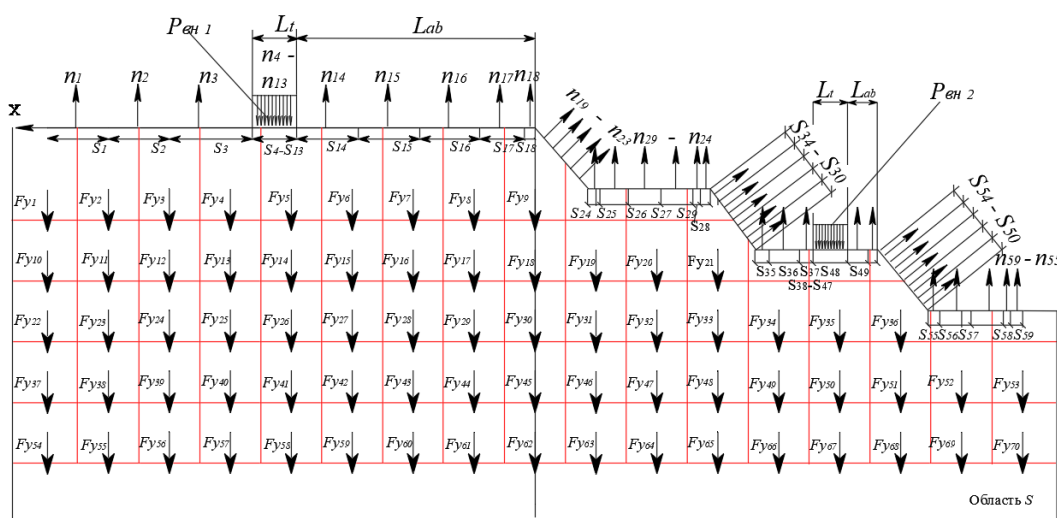 Lt
Lab
Pвн 1
n4 -
n13
n1
n2
n3
n14
n15
n16
n17
n18
x
S1
S2
S3
S4-S13
S14
S15
S16
S17
S18
n19 - n23
n29 - n24
Lt
Lab
Pвн 2
S34 - S30
S54 - S50
n59 - n55
S24
S25
S26
S27
S29
S28
S35
S36
S37
S48
S49
S38-S47
S55
S56
S57
S58
S59
Fy1
Fy2
Fy3
Fy4
Fy5
Fy6
Fy7
Fy8
Fy9
Fy10
Fy11
Fy12
Fy13
Fy14
Fy15
Fy16
Fy17
Fy18
Fy19
Fy20
Fy21
Fy22
Fy23
Fy24
Fy25
Fy26
Fy27
Fy28
Fy29
Fy30
Fy31
Fy32
Fy33
Fy34
Fy35
Fy36
Fy37
Fy38
Fy39
Fy40
Fy41
Fy42
Fy43
Fy44
Fy45
Fy46
Fy47
Fy48
Fy49
Fy50
Fy51
Fy52
Fy53
Fy54
Fy55
Fy56
Fy57
Fy58
Fy59
Fy60
Fy61
Fy62
Fy63
Fy64
Fy65
Fy66
Fy67
Fy68
Fy69
Fy70
Область S